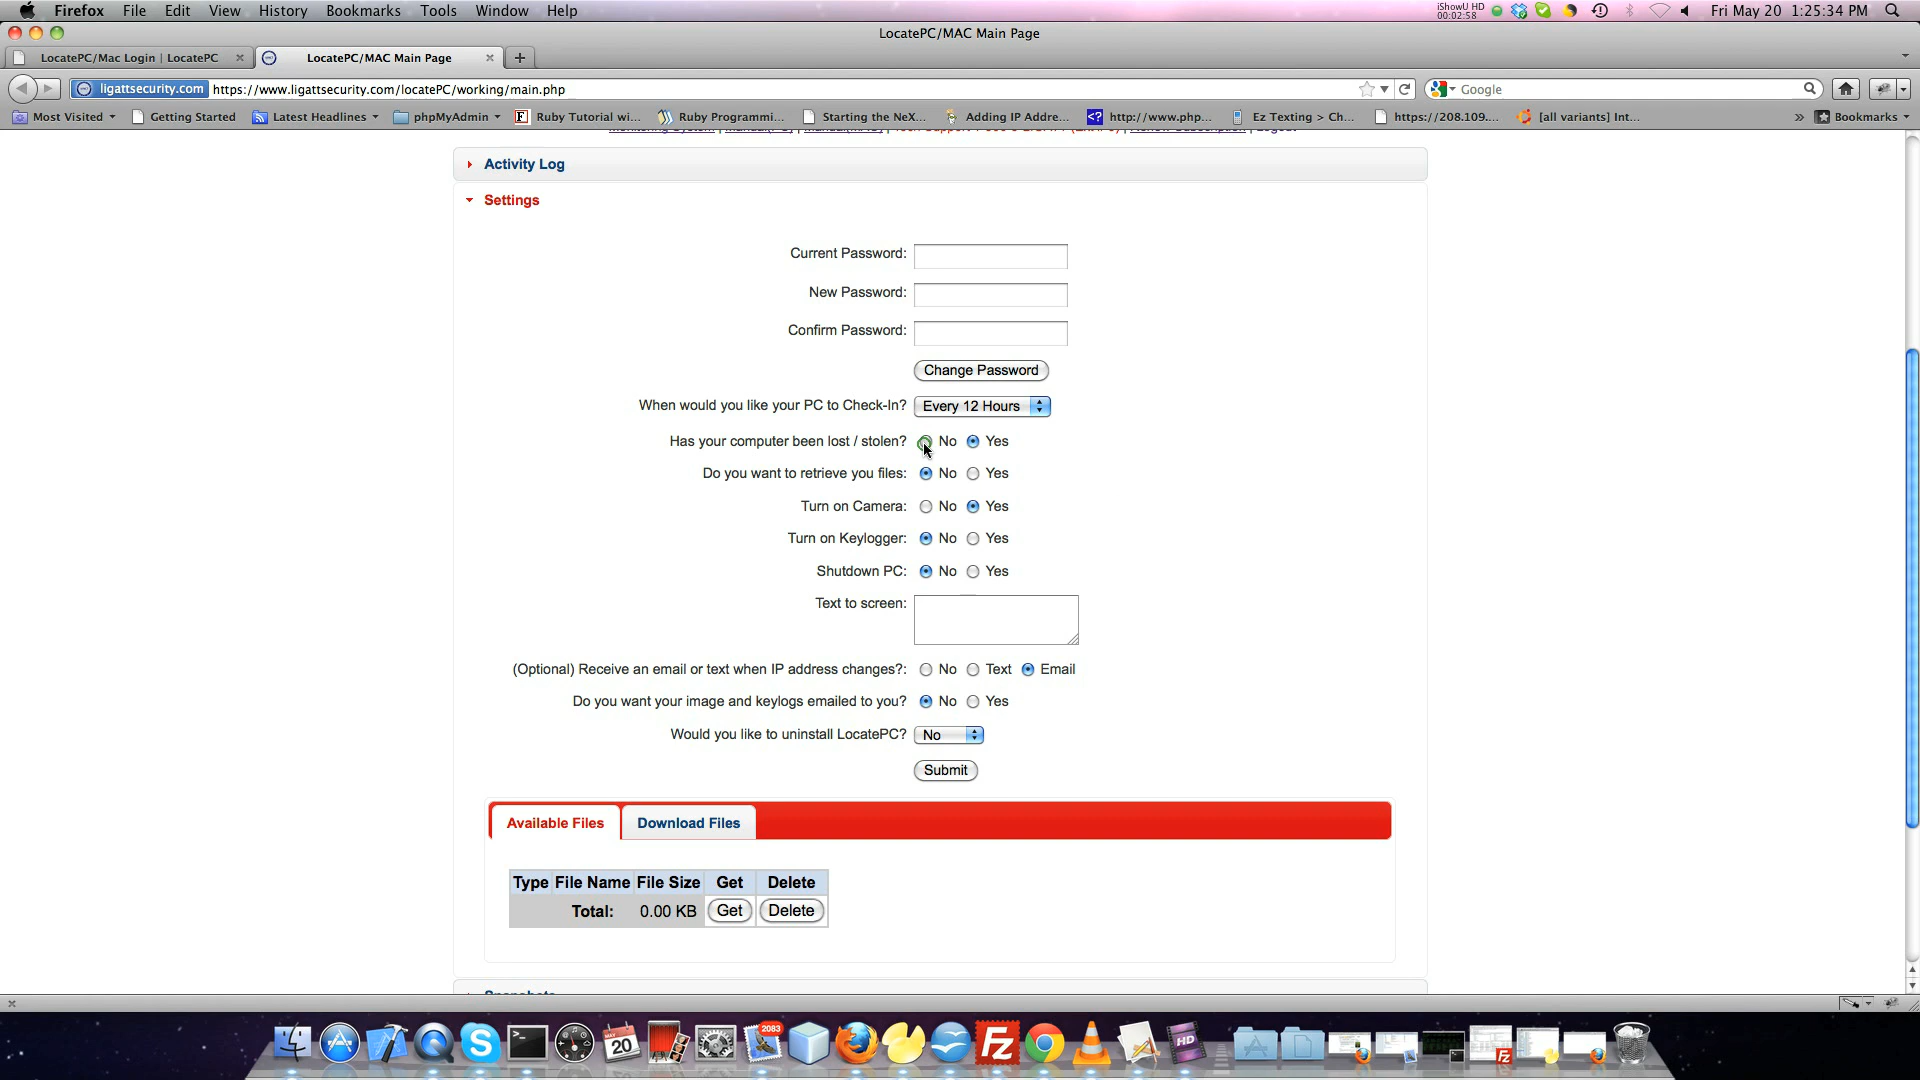 Firefox File Edit View History Bookmarks Tools Window Help
iShowU HD
00:02:58
Fri May 20 1:25:34 PM
LocatePC/MAC Main Page
LocatePC/Mac Login | LocatePC
LocatePC/MAC Main Page
ligattsecurity.com https://www.ligattsecurity.com/locatePC/working/main.php
Google
Most Visited Getting Started Latest Headlines phpMyAdmin Ruby Tutorial wi... Ruby Programmi... Starting the NeX... Adding IP Addre... http://www.php... Ez Texting > Ch... https://208.109.... [all variants] Int... » Bookmarks
Activity Log
Settings
Current Password:
New Password:
Confirm Password:
Change Password
When would you like your PC to Check-In? Every 12 Hours
Has your computer been lost / stolen? No Yes
Do you want to retrieve you files: No Yes
Turn on Camera: No Yes
Turn on Keylogger: No Yes
Shutdown PC: No Yes
Text to screen:
(Optional) Receive an email or text when IP address changes?: No Text Email
Do you want your image and keylogs emailed to you? No Yes
Would you like to uninstall LocatePC? No
Submit
Available Files Download Files
Type File Name File Size Get Delete
Total: 0.00 KB Get Delete
2083
20
HD